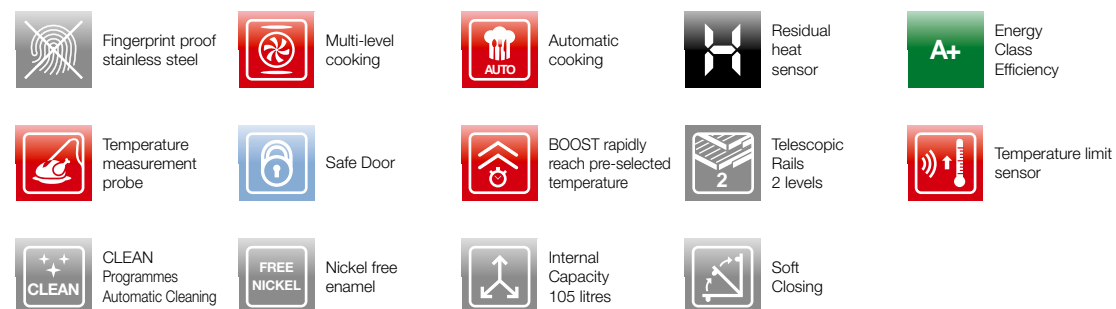 Fingerprint proof
stainless steel
Multi-level
cooking
AUTO
Automatic
cooking
H
Residual
heat
sensor
A+
Energy
Class
Efficiency
Temperature
measurement
probe
Safe Door
BOOST rapidly
reach pre-selected
temperature
2
Telescopic
Rails
2 levels
Temperature limit
sensor
CLEAN
CLEAN
Programmes
Automatic Cleaning
FREE
NICKEL
Nickel free
enamel
Internal
Capacity
105 litres
Soft
Closing